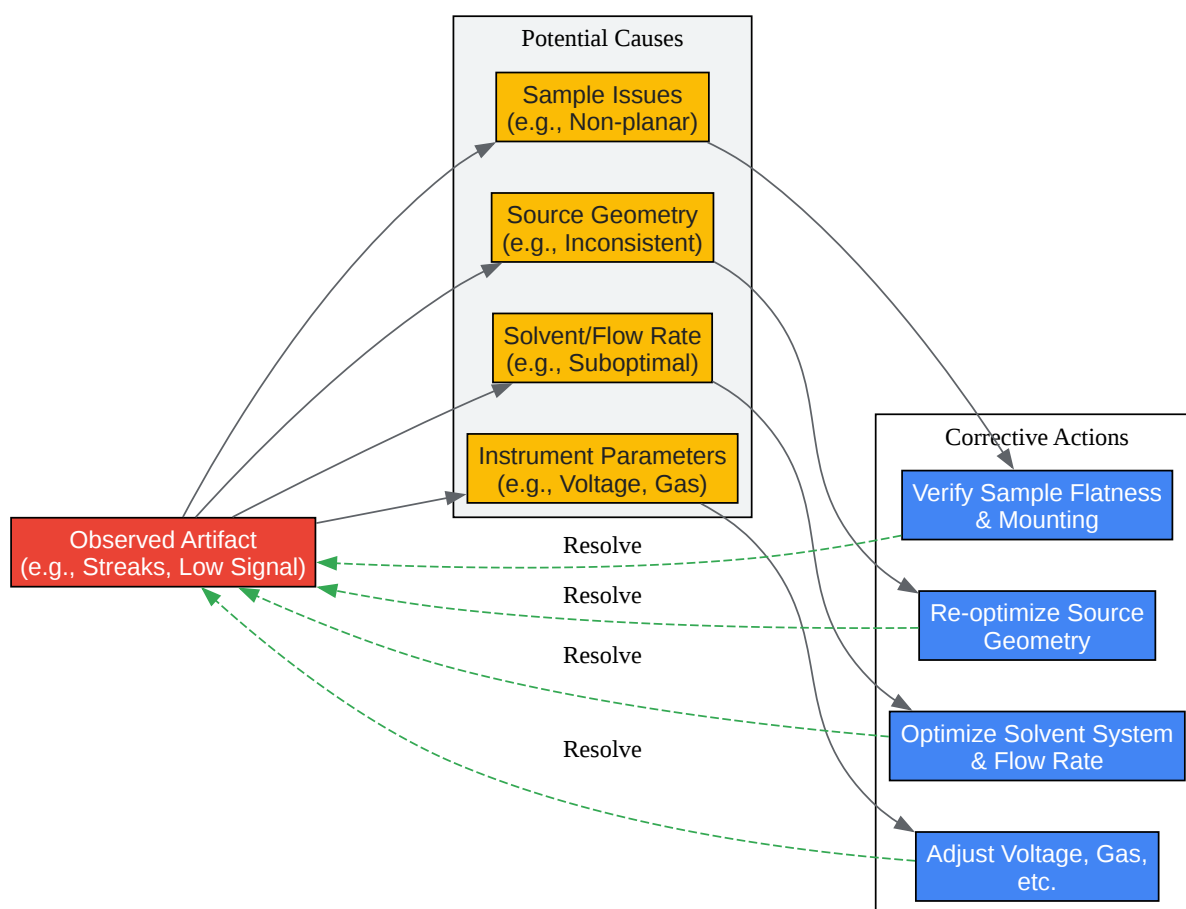 Potential Causes
Sample Issues
(e.g., Non-planar)
Source Geometry
(e.g., Inconsistent)
Solvent/Flow Rate
(e.g., Suboptimal)
Instrument Parameters
(e.g., Voltage, Gas)
Observed Artifact
(e.g., Streaks, Low Signal)
Corrective Actions
Verify Sample Flatness
& Mounting
Re-optimize Source
Geometry
Optimize Solvent System
& Flow Rate
Adjust Voltage, Gas,
etc.
Resolve
Resolve
Resolve
Resolve